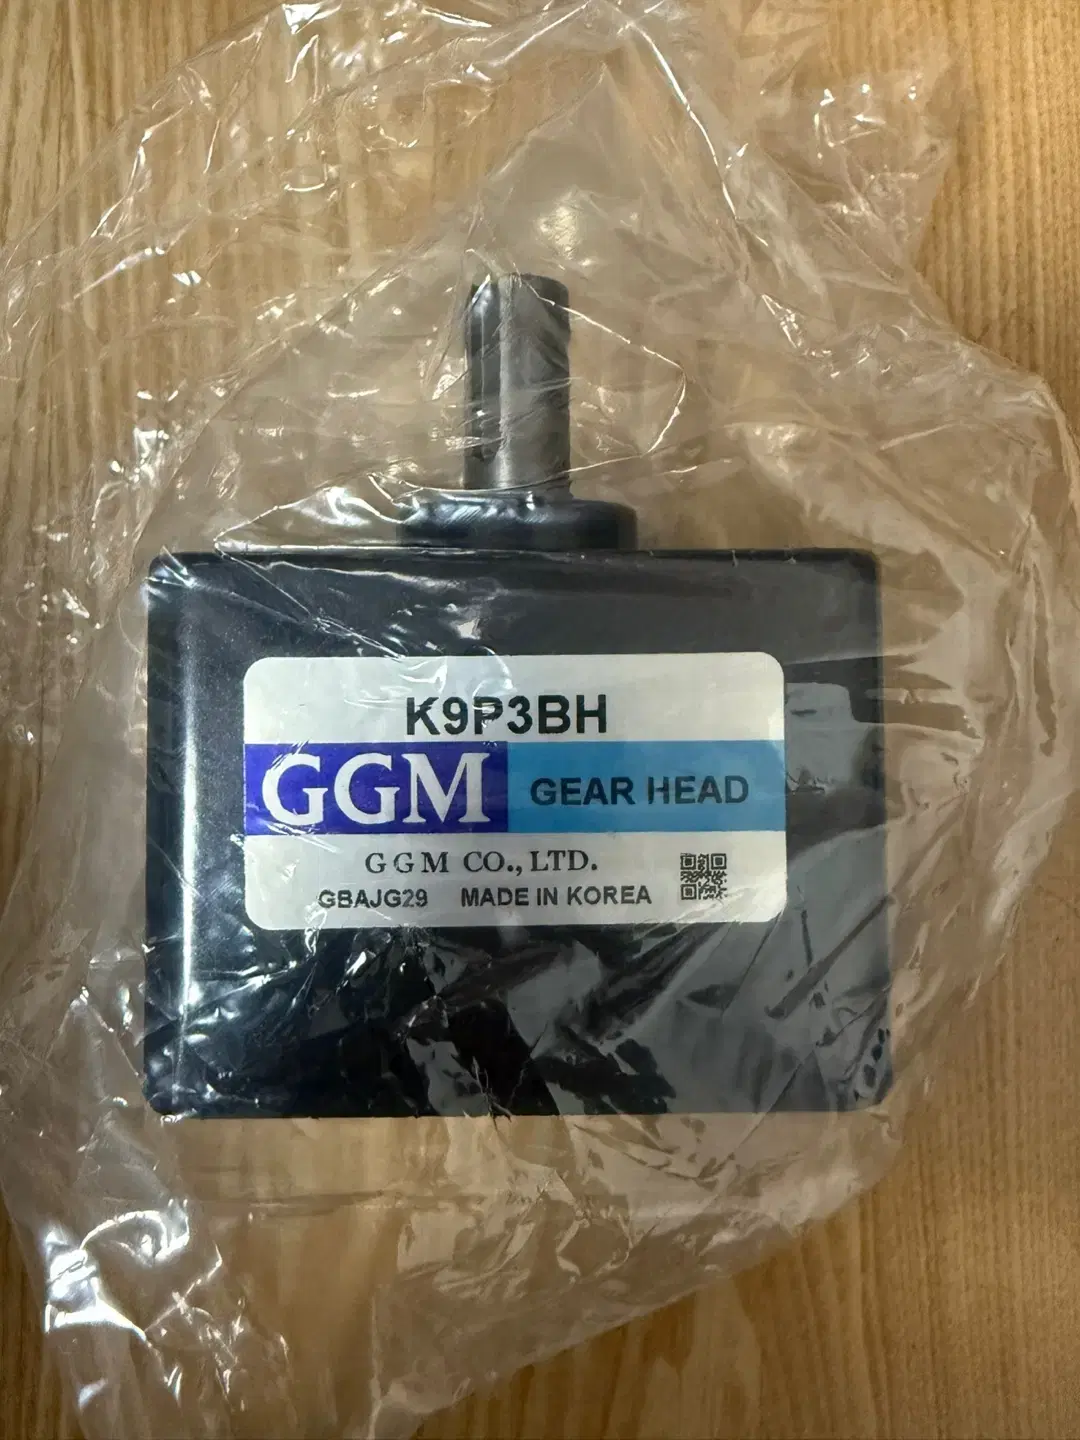 K9P3BH
GGM GEAR HEAD
GGM CO., LTD.
GBAJG29 MADE IN KOREA